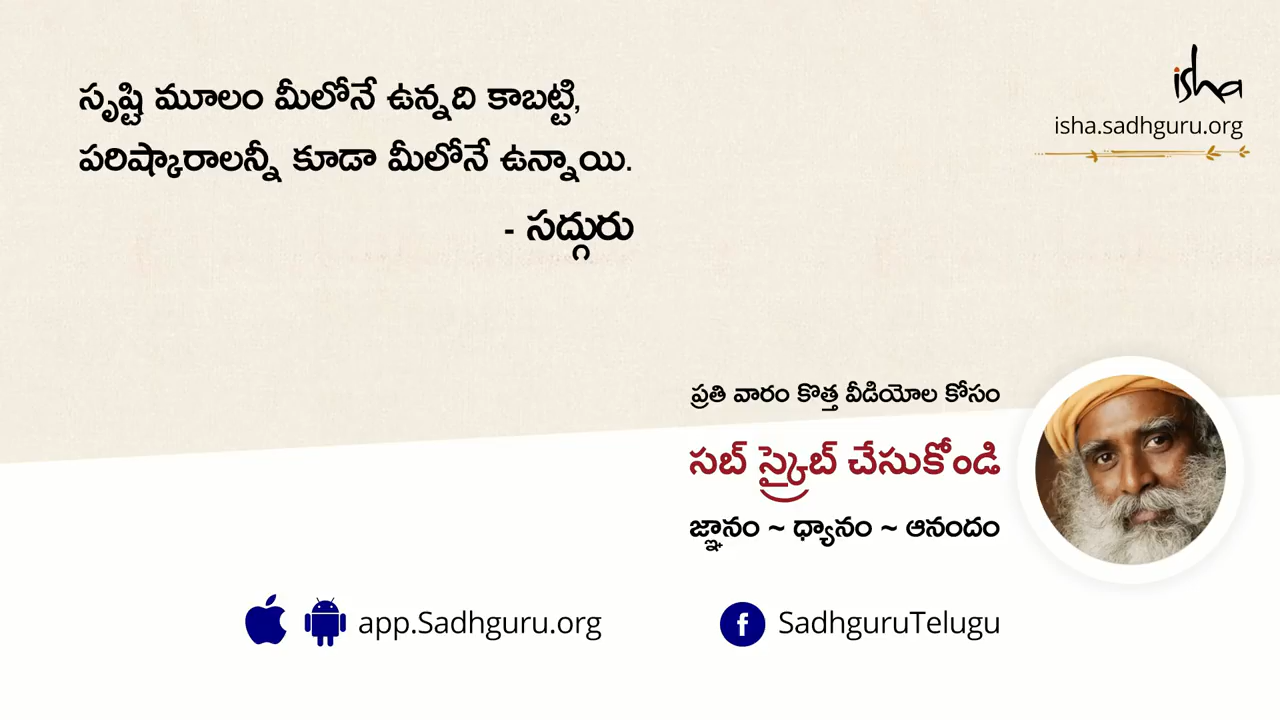 సృష్టి మూలం మీలోనే ఉన్నది కాబట్టి,
పరిష్కారాలన్నీ కూడా మీలోనే ఉన్నాయి.
- సద్గురు
isha
isha.sadhguru.org
ప్రతి వారం కొత్త వీడియోల కోసం
సబ్ స్క్రైబ్ చేసుకోండి
జ్ఞానం ~ ధ్యానం ~ ఆనందం
app.Sadhguru.org
f SadhguruTelugu